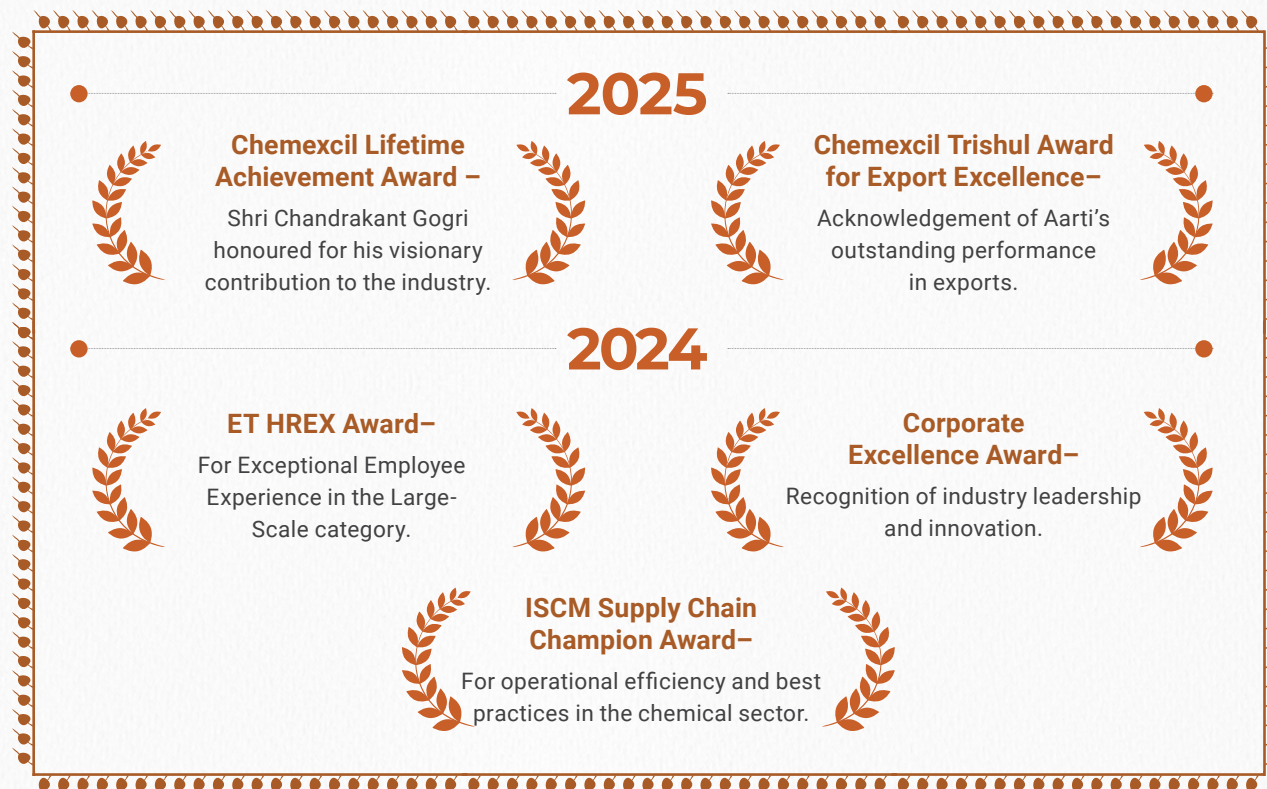 2025
Chemexcil Lifetime
Achievement Award –
Shri Chandrakant Gogri
honoured for his visionary
contribution to the industry.
Chemexcil Trishul Award
for Export Excellence–
Acknowledgement of Aarti’s
outstanding performance
in exports.
2024
ET HREX Award–
For Exceptional Employee
Experience in the Large-
Scale category.
Corporate
Excellence Award–
Recognition of industry leadership
and innovation.
ISCM Supply Chain
Champion Award–
For operational efficiency and best
practices in the chemical sector.